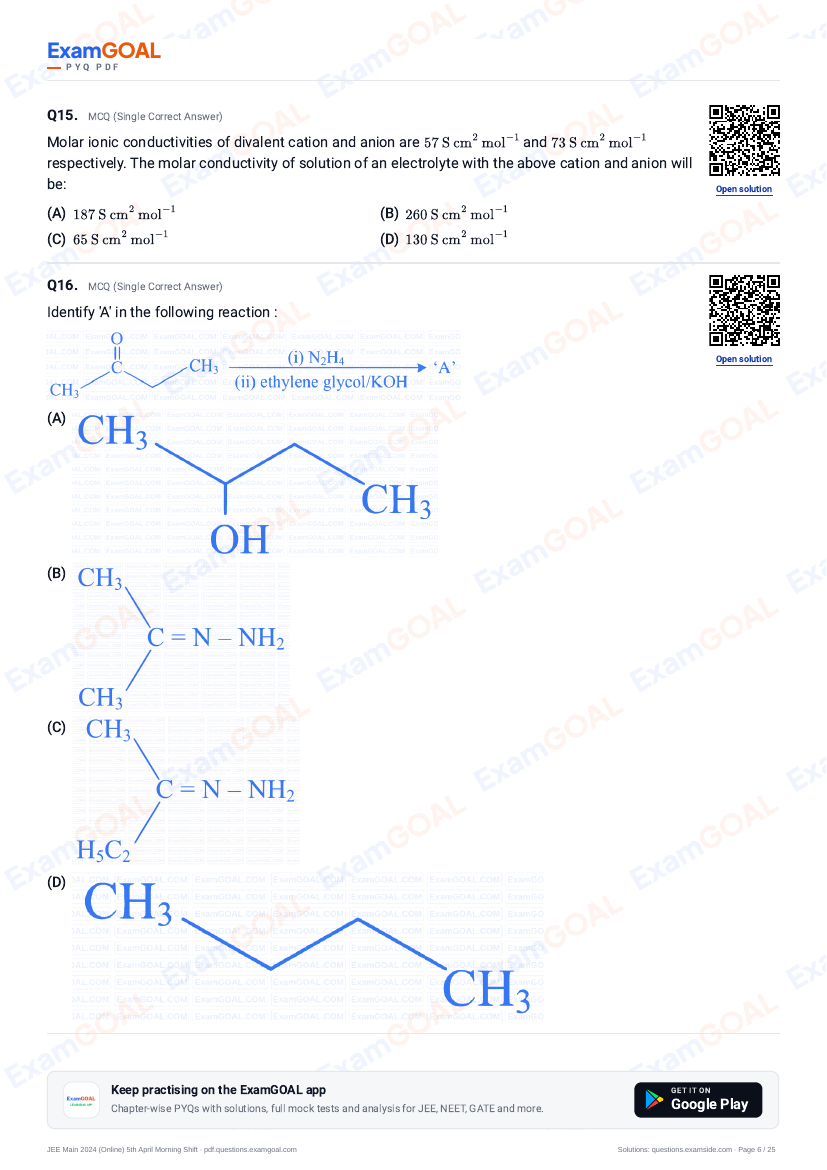 ExamGOAL
PYQ PDF
Q15. MCQ (Single Correct Answer)
Molar ionic conductivities of divalent cation and anion are 57 S cm² mol⁻¹ and 73 S cm² mol⁻¹
respectively. The molar conductivity of solution of an electrolyte with the above cation and anion will
be:
Open solution
(A) 187 S cm² mol⁻¹ (B) 260 S cm² mol⁻¹
(C) 65 S cm² mol⁻¹ (D) 130 S cm² mol⁻¹
Q16. MCQ (Single Correct Answer)
Identify 'A' in the following reaction :
Open solution
O
C
CH₃
CH₃
(i) N₂H₄
(ii) ethylene glycol/KOH
'A'
(A)
CH₃
CH₃
OH
(B)
CH₃
C = N – NH₂
CH₃
(C)
CH₃
C = N – NH₂
H₅C₂
(D)
CH₃
CH₃
Keep practising on the ExamGOAL app
Chapter-wise PYQs with solutions, full mock tests and analysis for JEE, NEET, GATE and more.
GET IT ON
Google Play
JEE Main 2024 (Online) 5th April Morning Shift · pdf.questions.examgoal.com
Solutions: questions.examside.com · Page 6 / 25